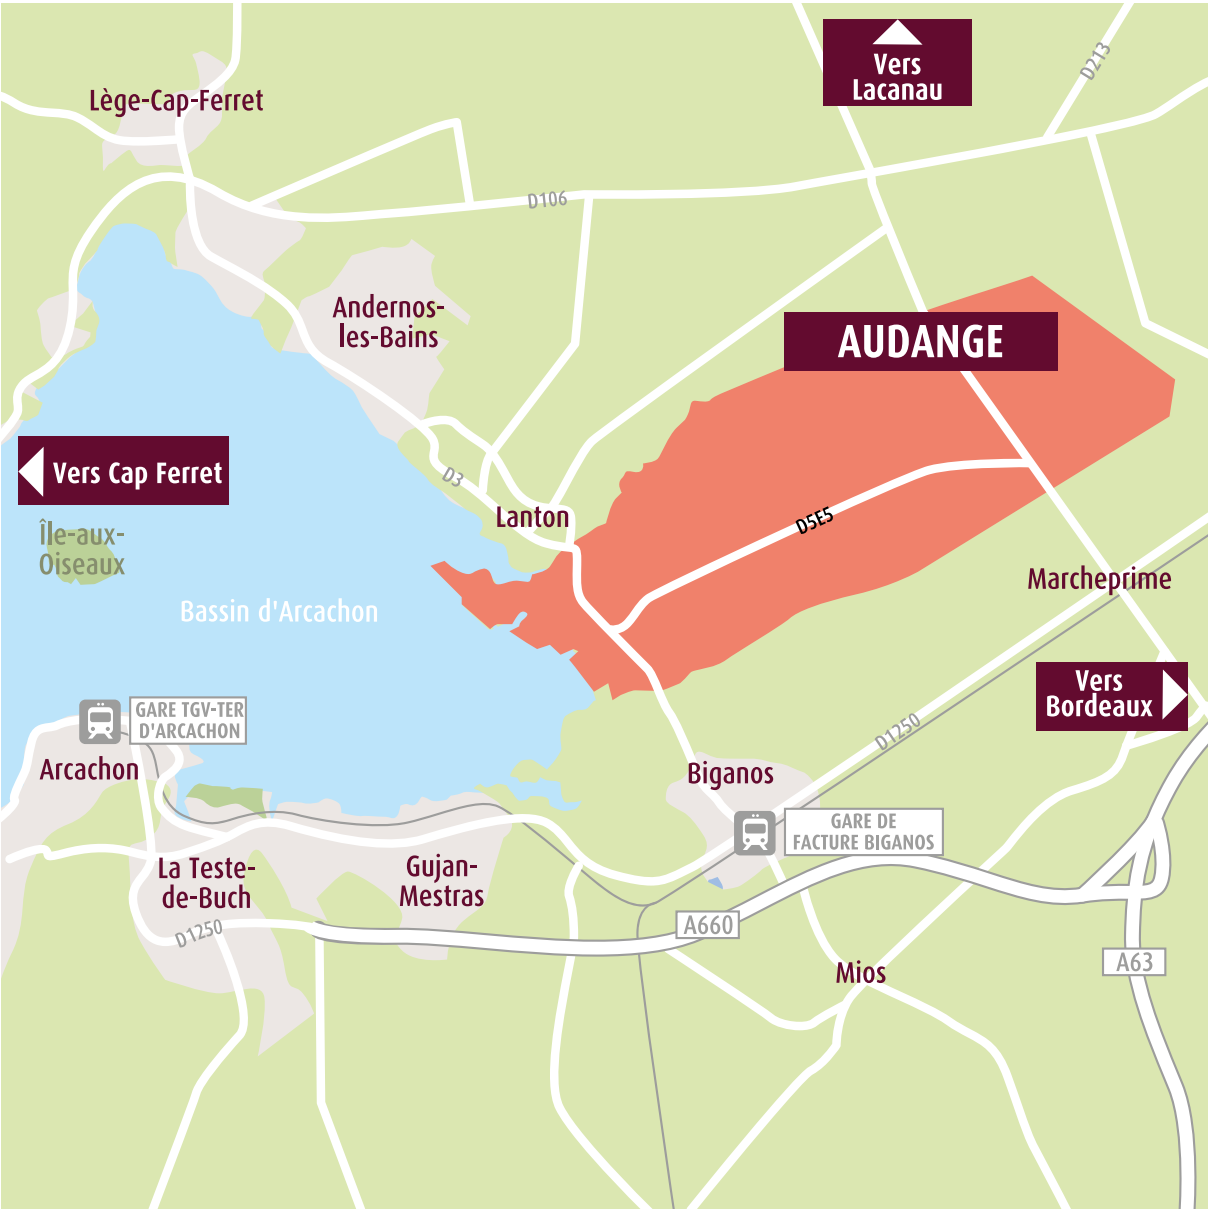 Vers
Lacanau
D213
Lège-Cap-Ferret
D106
Andernos-
les-Bains
AUDANGE
Vers Cap Ferret
D3
Lanton
D5E5
Île-aux-
Oiseaux
Marcheprime
Bassin d'Arcachon
Vers
Bordeaux
GARE TGV-TER
D'ARCACHON
D1250
Arcachon
Biganos
GARE DE
FACTURE BIGANOS
La Teste-
de-Buch
Gujan-
Mestras
D1250
A660
A63
Mios